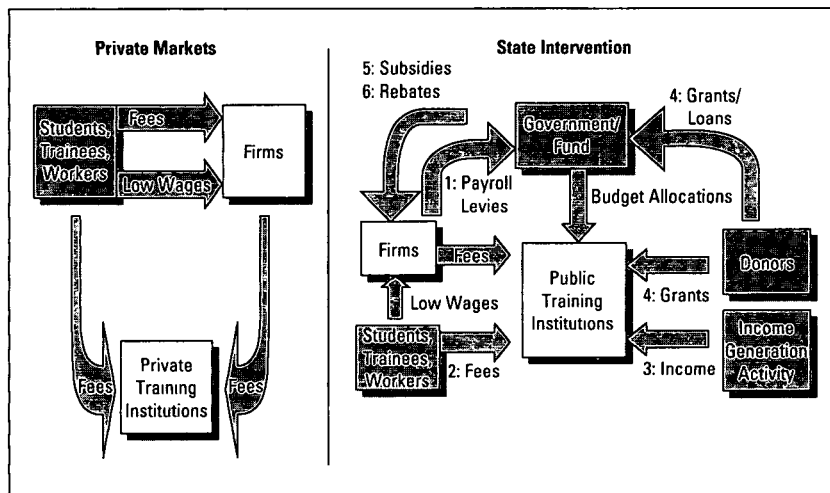 Private Markets
Students,
Trainees,
Workers
Fees
Low Wages
Firms
Fees
Private
Training
Institutions
Fees
State Intervention
5: Subsidies
6: Rebates
Government/
Fund
4: Grants/
Loans
1: Payroll
Levies
Budget Allocations
Firms
Fees
Public
Training
Institutions
Donors
4: Grants
Low Wages
Students,
Trainees,
Workers
2: Fees
Income
Generation
Activity
3: Income